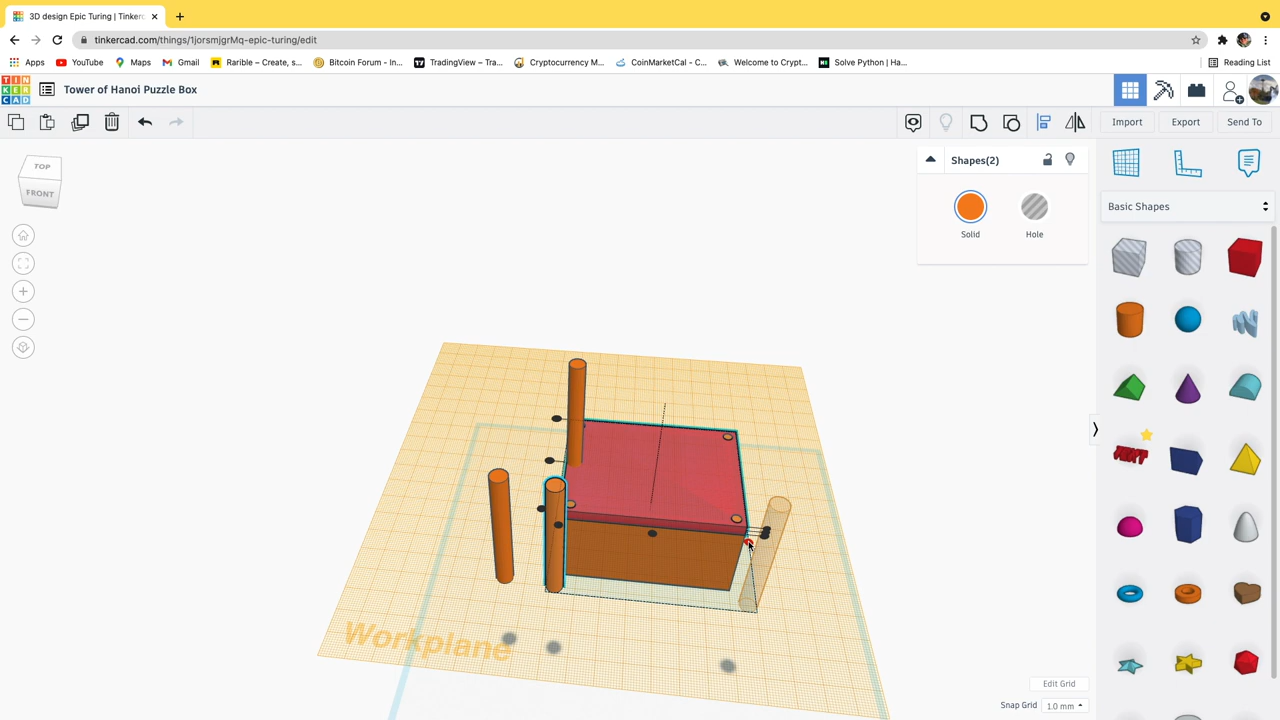 3D design Epic Turing | Tinkerc
tinkercad.com/things/1jorsmjgrMq-epic-turing/edit
Apps YouTube Maps Gmail Rarible – Create, s... Bitcoin Forum - In... TradingView – Tra... Cryptocurrency M... CoinMarketCal - C... Welcome to Crypt... Solve Python | Ha... Reading List
TIN
KER
CAD
Tower of Hanoi Puzzle Box
Import Export Send To
TOP
FRONT
Shapes(2)
Solid Hole
Basic Shapes
Workplane
Edit Grid
Snap Grid 1.0 mm